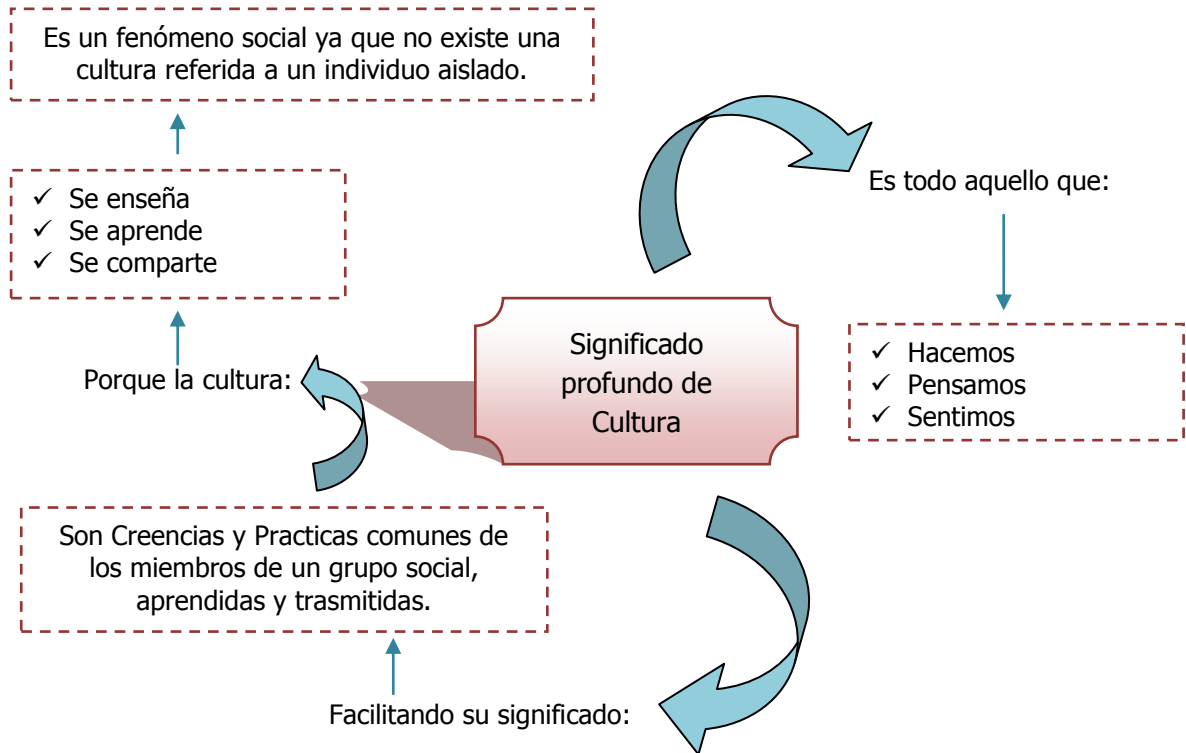 Es un fenómeno social ya que no existe una
cultura referida a un individuo aislado.
✓ Se enseña
✓ Se aprende
✓ Se comparte
Porque la cultura:
Significado
profundo de
Cultura
Es todo aquello que:
✓ Hacemos
✓ Pensamos
✓ Sentimos
Son Creencias y Practicas comunes de
los miembros de un grupo social,
aprendidas y trasmitidas.
Facilitando su significado: